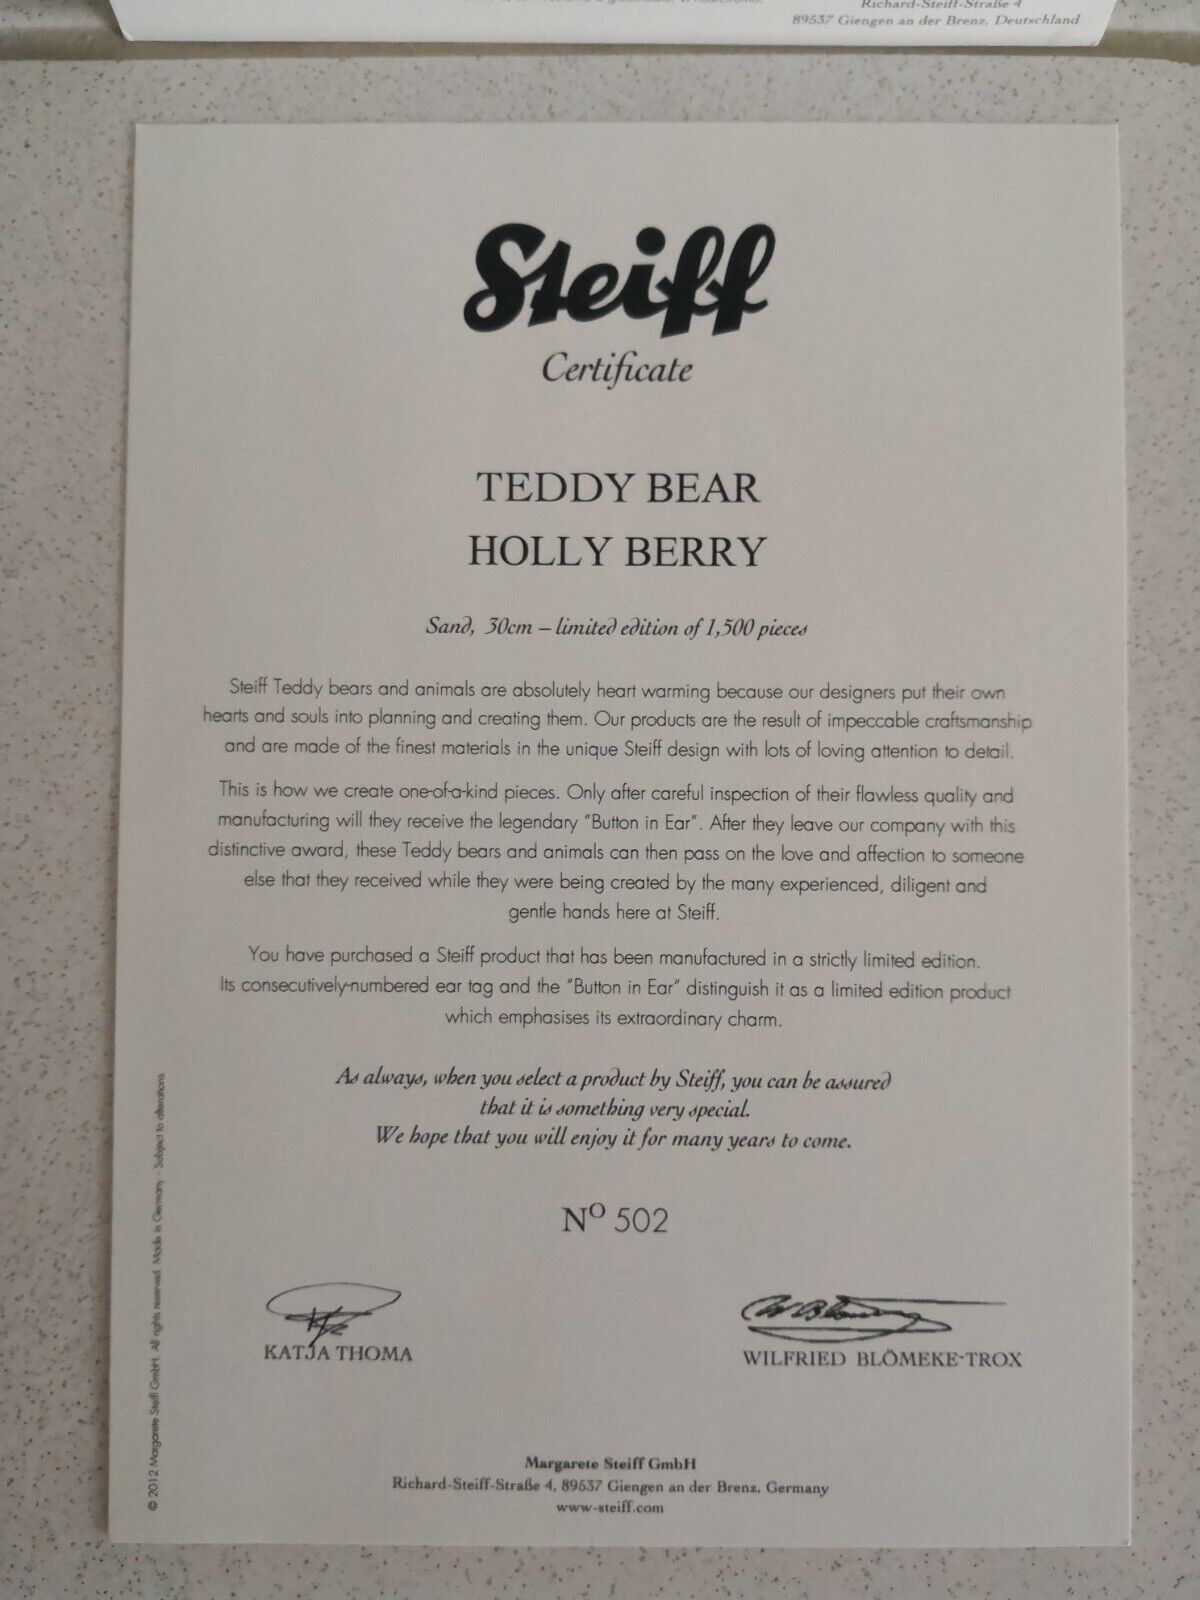 Richard-Steiff-Straße 4
89537 Giengen an der Brenz, Deutschland
Steiff
Certificate
TEDDY BEAR
HOLLY BERRY
Sand, 30cm – limited edition of 1,500 pieces
Steiff Teddy bears and animals are absolutely heart warming because our designers put their own
hearts and souls into planning and creating them. Our products are the result of impeccable craftsmanship
and are made of the finest materials in the unique Steiff design with lots of loving attention to detail.
This is how we create one-of-a-kind pieces. Only after careful inspection of their flawless quality and
manufacturing will they receive the legendary "Button in Ear". After they leave our company with this
distinctive award, these Teddy bears and animals can then pass on the love and affection to someone
else that they received while they were being created by the many experienced, diligent and
gentle hands here at Steiff.
You have purchased a Steiff product that has been manufactured in a strictly limited edition.
Its consecutively-numbered ear tag and the "Button in Ear" distinguish it as a limited edition product
which emphasises its extraordinary charm.
As always, when you select a product by Steiff, you can be assured
that it is something very special.
We hope that you will enjoy it for many years to come.
Nº 502
KATJA THOMA
WILFRIED BLÖMEKE-TROX
Margarete Steiff GmbH
Richard-Steiff-Straße 4, 89537 Giengen an der Brenz, Germany
www.steiff.com
© 2012 Margarete Steiff GmbH. All rights reserved. Made in Germany · Subject to alterations